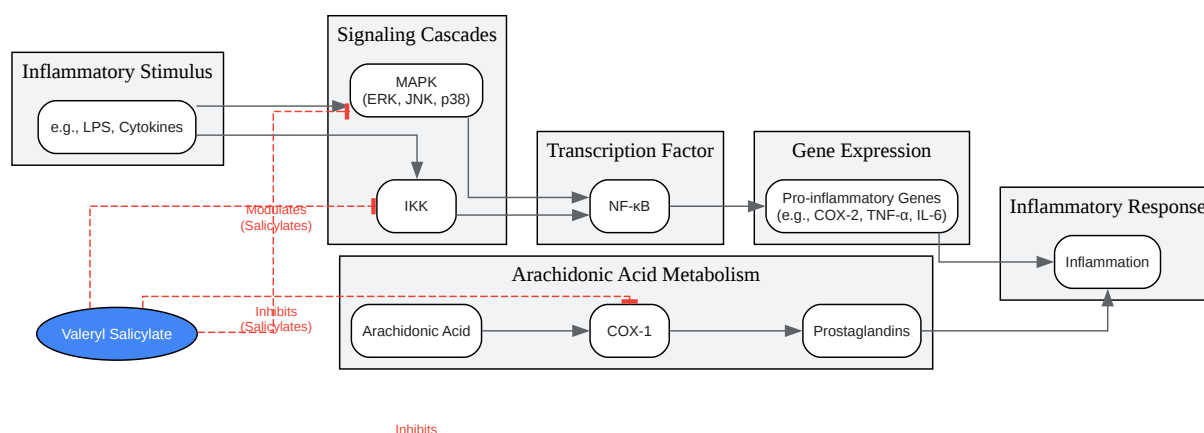 Signaling Cascades
Inflammatory Stimulus
MAPK
(ERK, JNK, p38)
e.g., LPS, Cytokines
Transcription Factor
Gene Expression
IKK
NF-κB
Pro-inflammatory Genes
(e.g., COX-2, TNF-α, IL-6)
Inflammatory Response
Modulates
(Salicylates)
Inflammation
Arachidonic Acid Metabolism
Inhibits
(Salicylates)
Valeryl Salicylate
Arachidonic Acid
COX-1
Prostaglandins
Inhibits